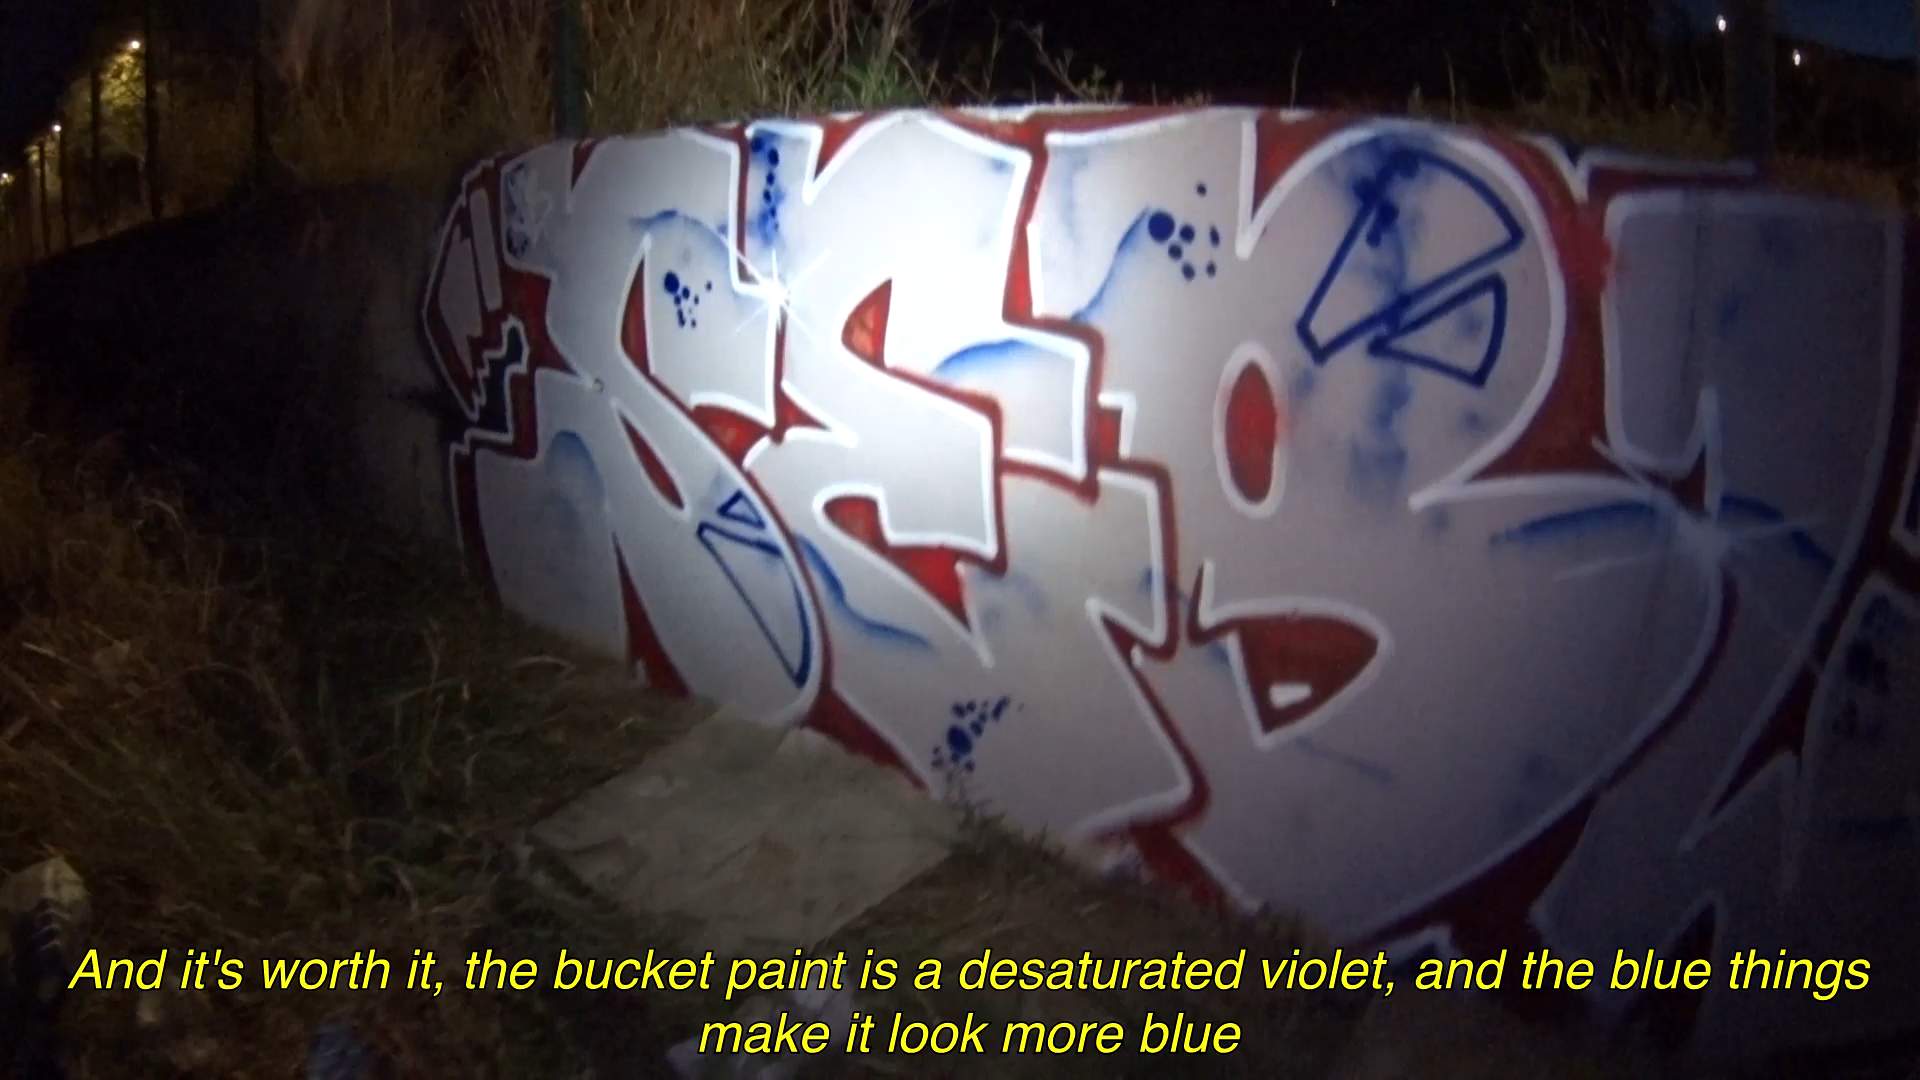 And it's worth it, the bucket paint is a desaturated violet, and the blue things
make it look more blue